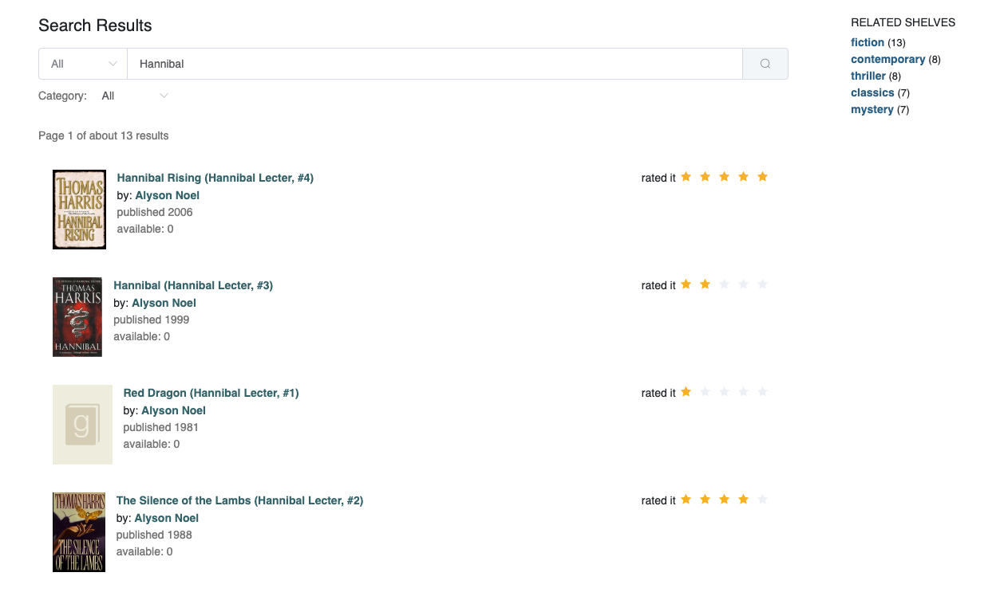 Search Results
All
Hannibal
Category: All
Page 1 of about 13 results
THOMAS
HARRIS
HANNIBAL
RISING
Hannibal Rising (Hannibal Lecter, #4)
by: Alyson Noel
published 2006
available: 0
rated it
THOMAS
HARRIS
HANNIBAL
Hannibal (Hannibal Lecter, #3)
by: Alyson Noel
published 1999
available: 0
rated it
g
Red Dragon (Hannibal Lecter, #1)
by: Alyson Noel
published 1981
available: 0
rated it
THOMAS HARRIS
THE SILENCE
OF THE LAMBS
The Silence of the Lambs (Hannibal Lecter, #2)
by: Alyson Noel
published 1988
available: 0
rated it
RELATED SHELVES
fiction (13)
contemporary (8)
thriller (8)
classics (7)
mystery (7)